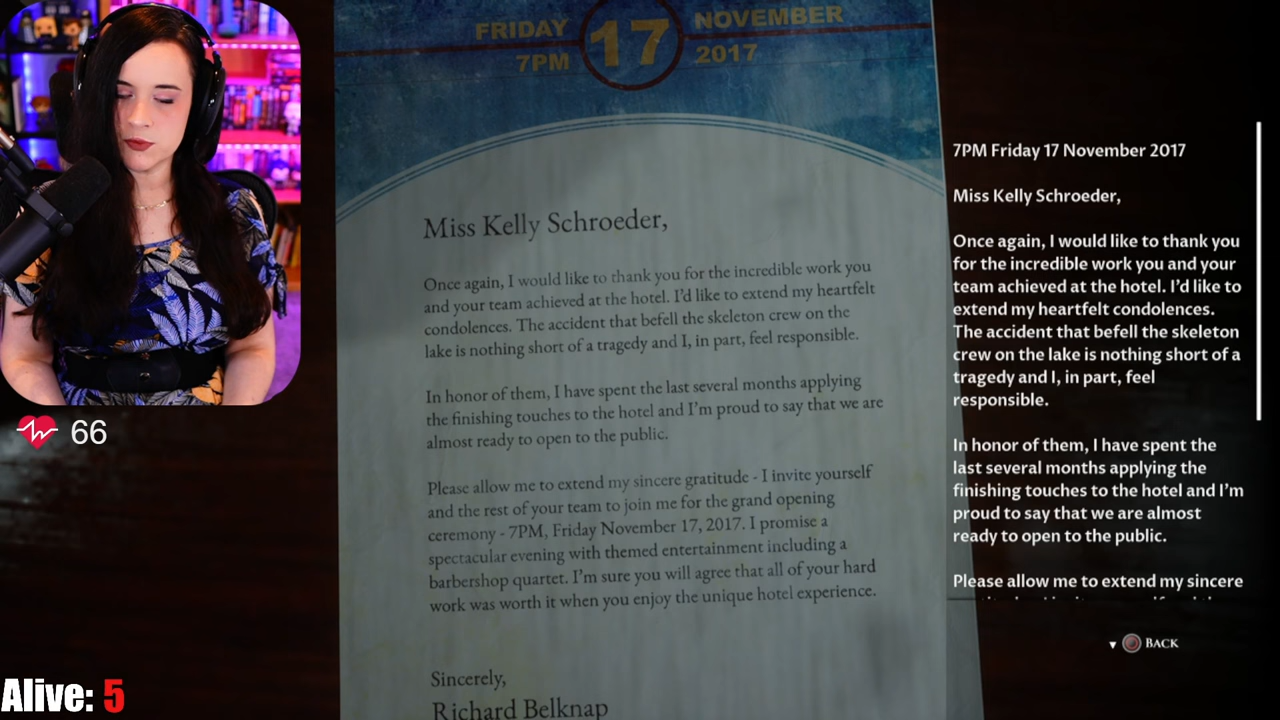 FRIDAY 17 NOVEMBER
7PM 2017
Miss Kelly Schroeder,
Once again, I would like to thank you for the incredible work you
and your team achieved at the hotel. I'd like to extend my heartfelt
condolences. The accident that befell the skeleton crew on the
lake is nothing short of a tragedy and I, in part, feel responsible.
In honor of them, I have spent the last several months applying
the finishing touches to the hotel and I'm proud to say that we are
almost ready to open to the public.
Please allow me to extend my sincere gratitude - I invite yourself
and the rest of your team to join me for the grand opening
ceremony - 7PM, Friday November 17, 2017. I promise a
spectacular evening with themed entertainment including a
barbershop quartet. I'm sure you will agree that all of your hard
work was worth it when you enjoy the unique hotel experience.
Sincerely,
Richard Belknap
7PM Friday 17 November 2017
Miss Kelly Schroeder,
Once again, I would like to thank you
for the incredible work you and your
team achieved at the hotel. I'd like to
extend my heartfelt condolences.
The accident that befell the skeleton
crew on the lake is nothing short of a
tragedy and I, in part, feel
responsible.
In honor of them, I have spent the
last several months applying the
finishing touches to the hotel and I'm
proud to say that we are almost
ready to open to the public.
Please allow me to extend my sincere
BACK
66
Alive: 5